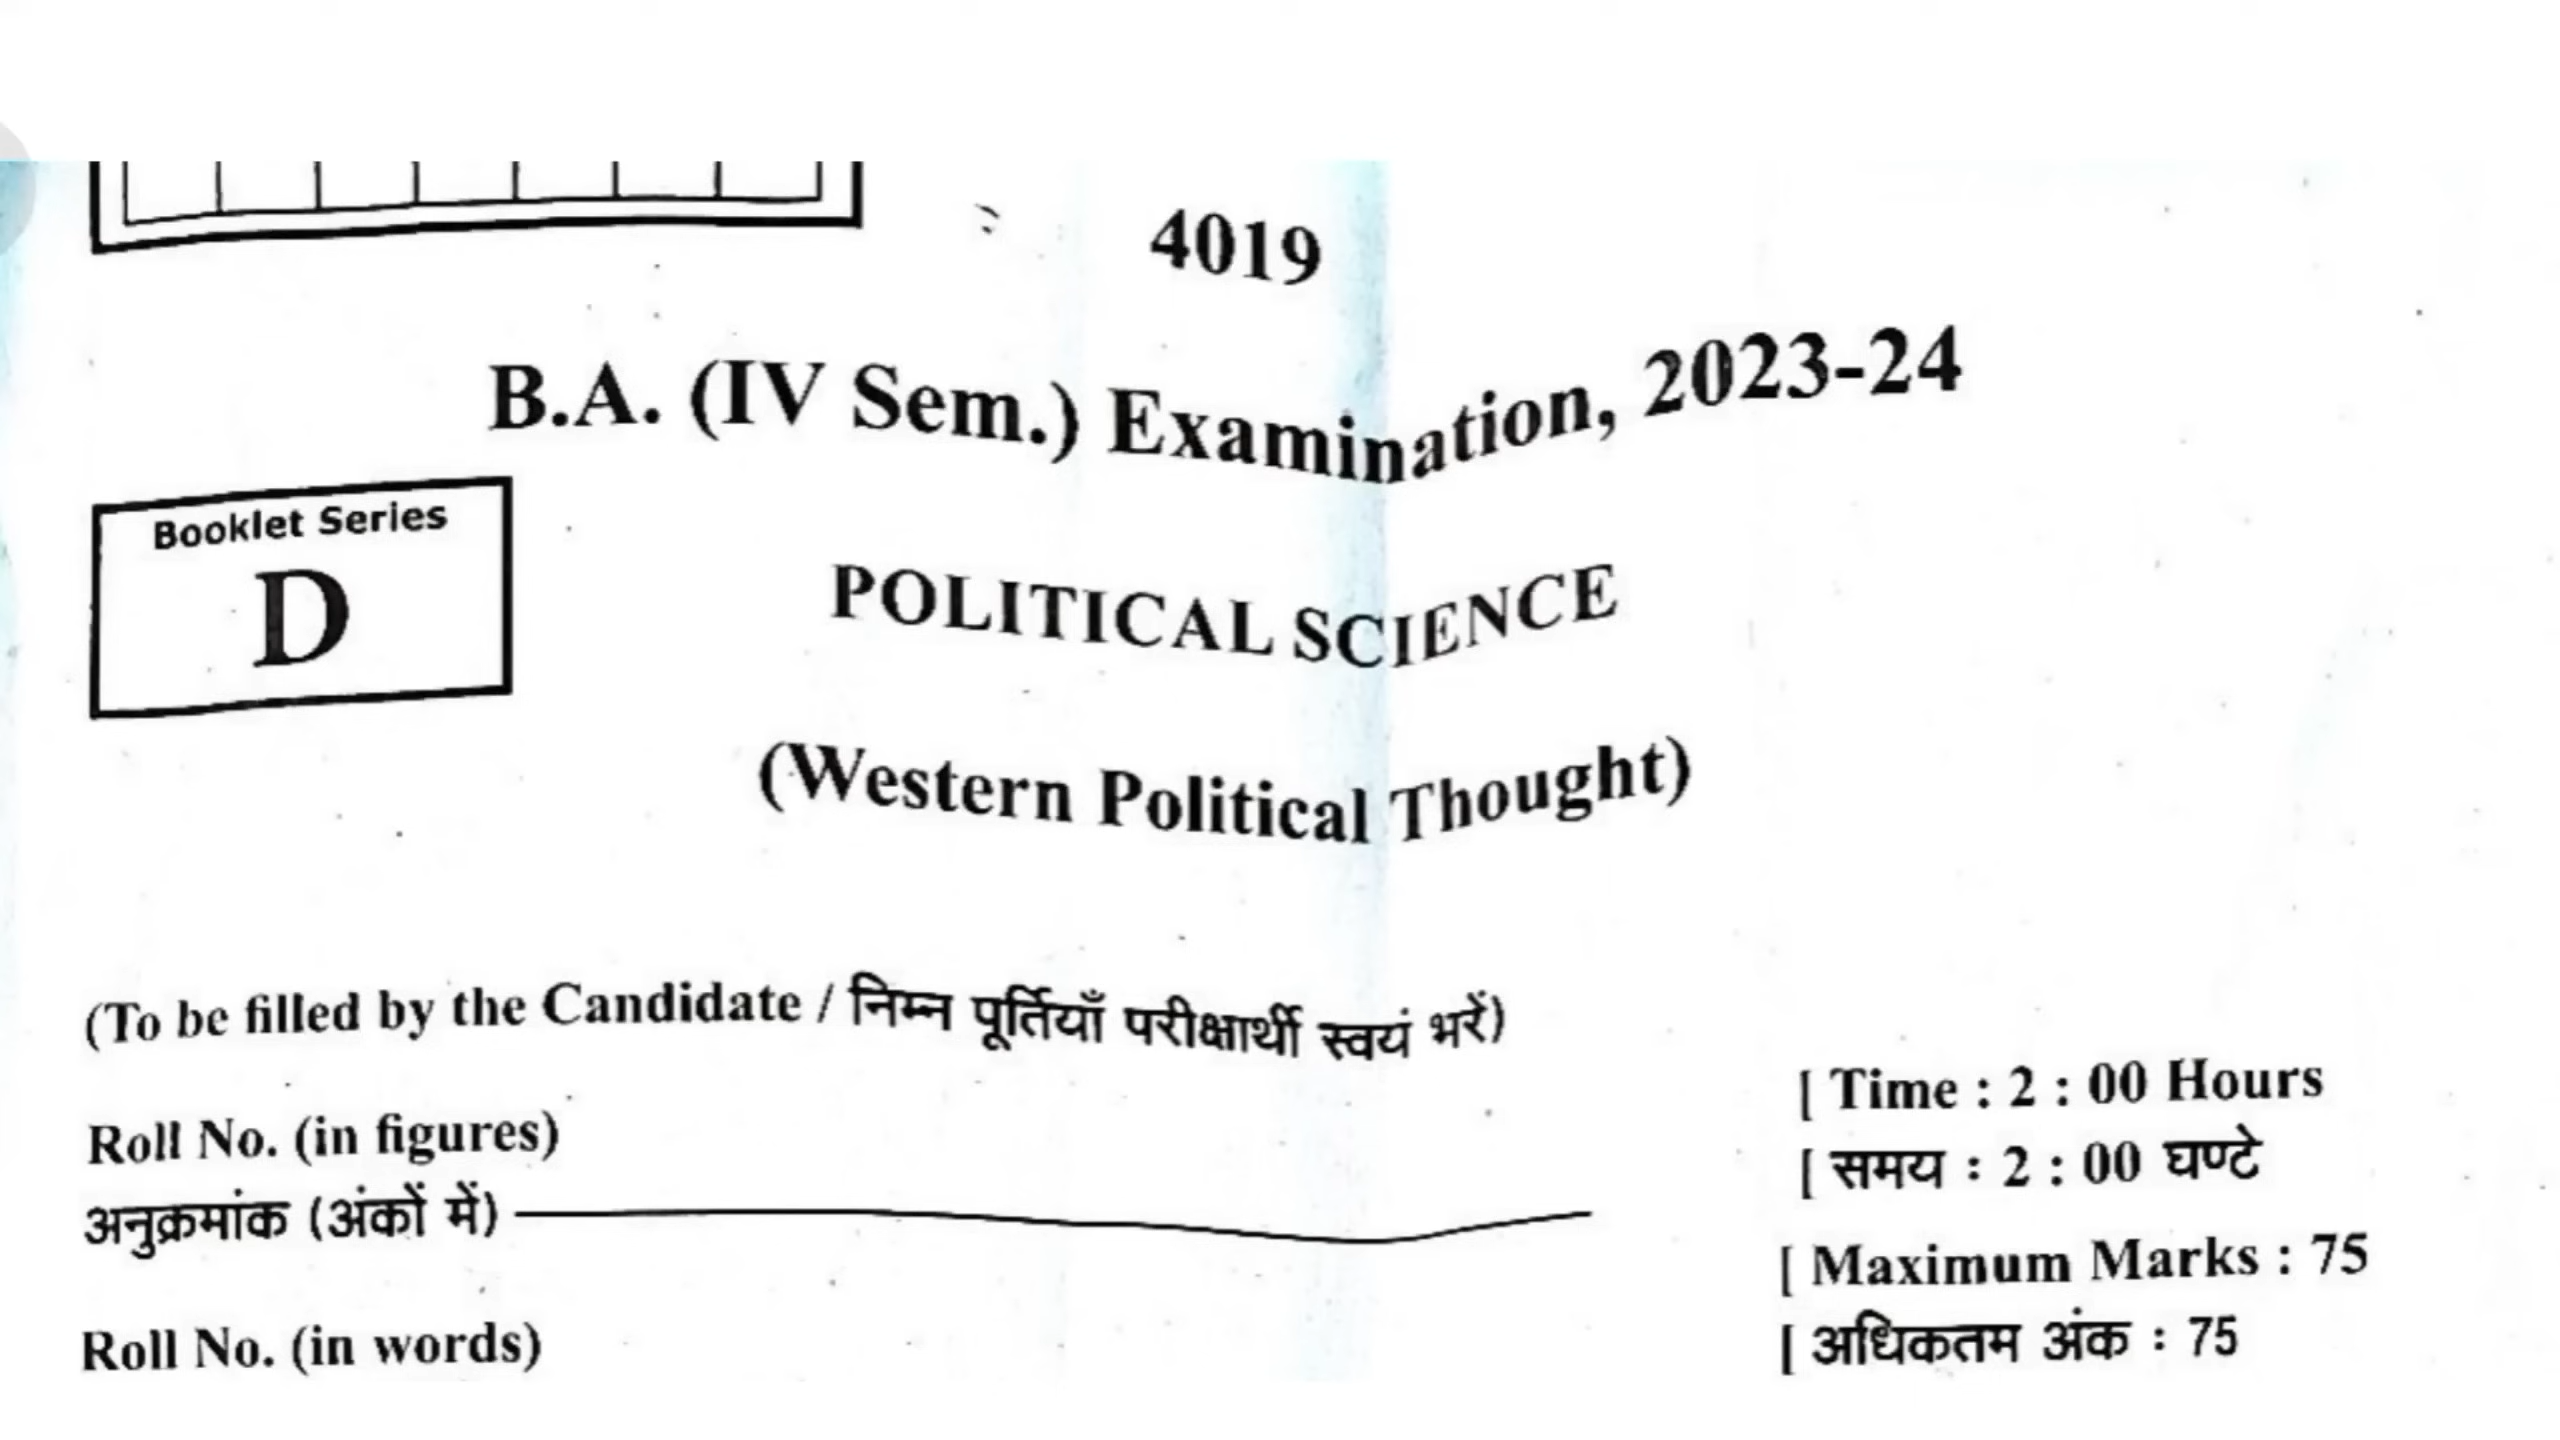 4019
B.A. (IV Sem.) Examination, 2023-24
Booklet Series
D
POLITICAL SCIENCE
(Western Political Thought)
(To be filled by the Candidate / निम्न पूर्तियाँ परीक्षार्थी स्वयं भरें)
Roll No. (in figures)
अनुक्रमांक (अंकों में)
Roll No. (in words)
[ Time : 2 : 00 Hours
[ समय : 2 : 00 घण्टे
[ Maximum Marks : 75
[ अधिकतम अंक : 75